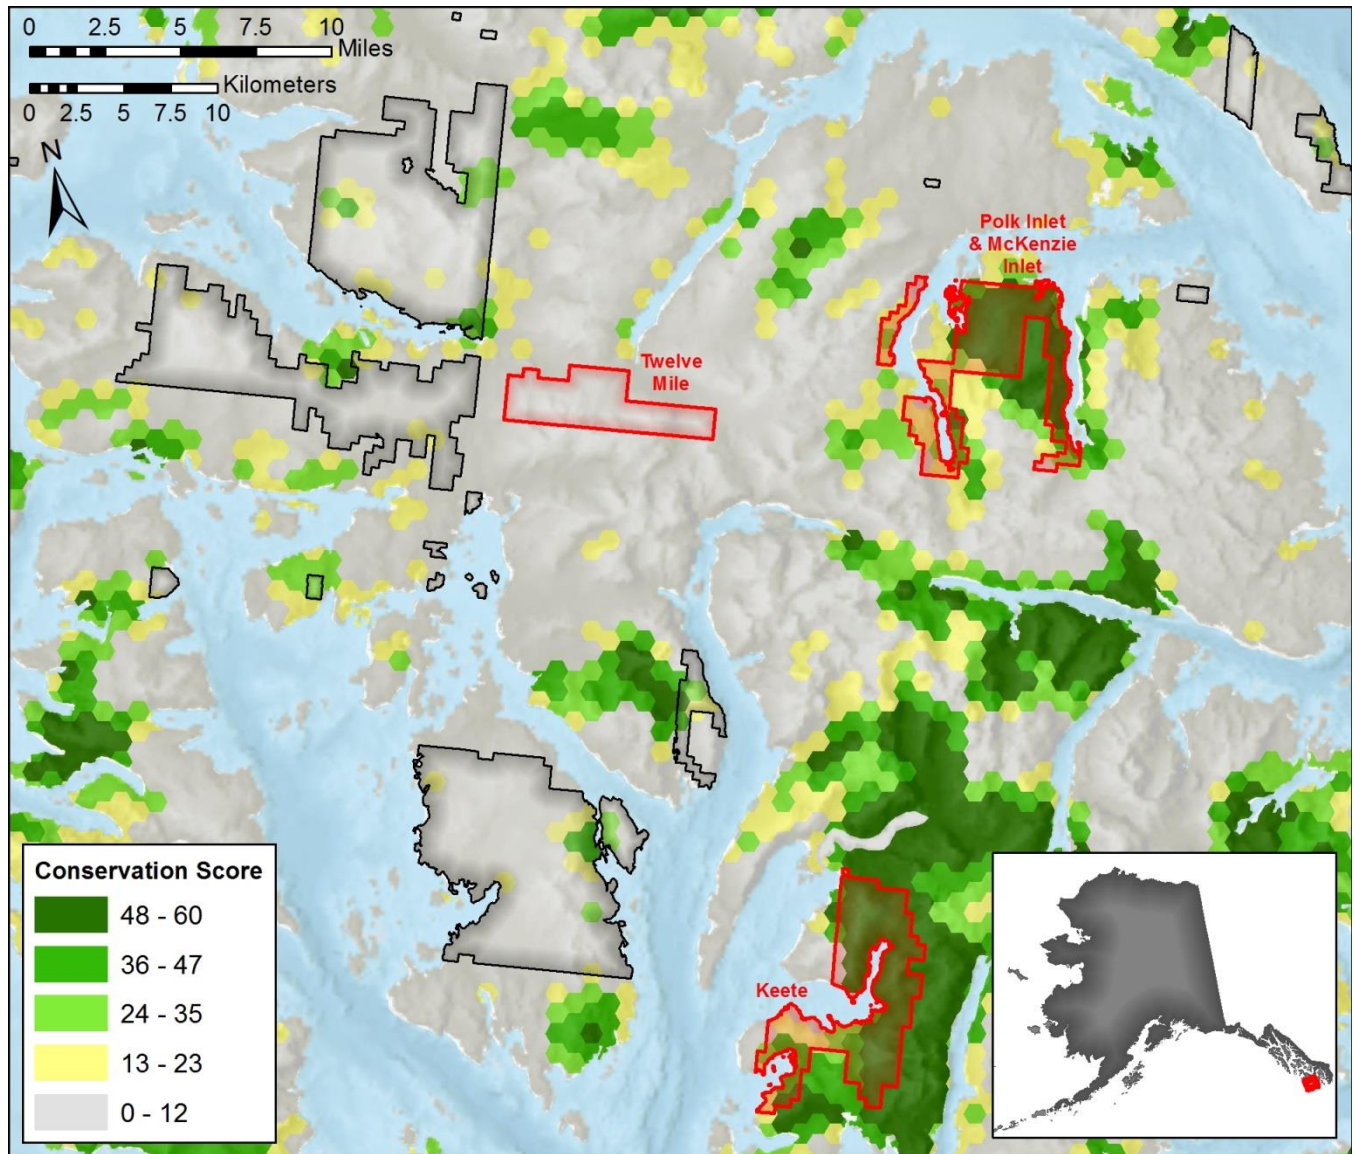 0 2.5 5 7.5 10
Miles
Kilometers
0 2.5 5 7.5 10
N
Polk Inlet
& McKenzie
Inlet
Twelve
Mile
Keete
Conservation Score
48 - 60
36 - 47
24 - 35
13 - 23
0 - 12